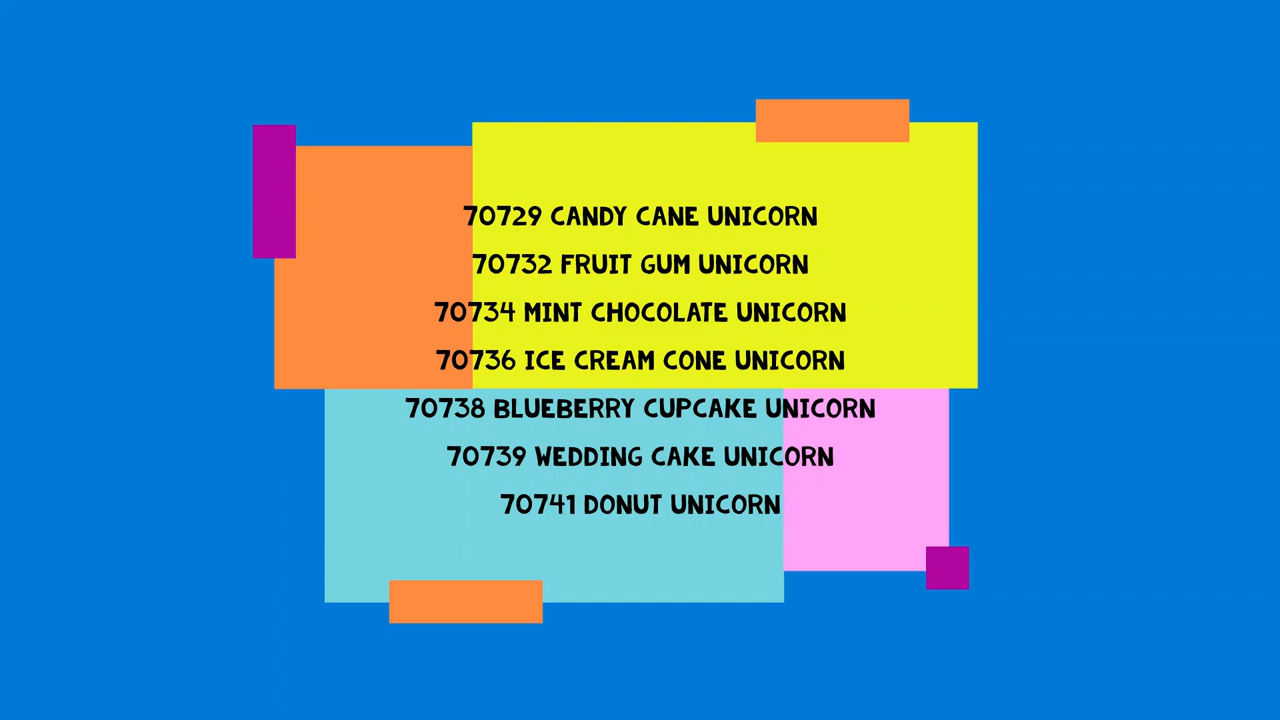 70729 CANDY CANE UNICORN
70732 FRUIT GUM UNICORN
70734 MINT CHOCOLATE UNICORN
70736 ICE CREAM CONE UNICORN
70738 BLUEBERRY CUPCAKE UNICORN
70739 WEDDING CAKE UNICORN
70741 DONUT UNICORN